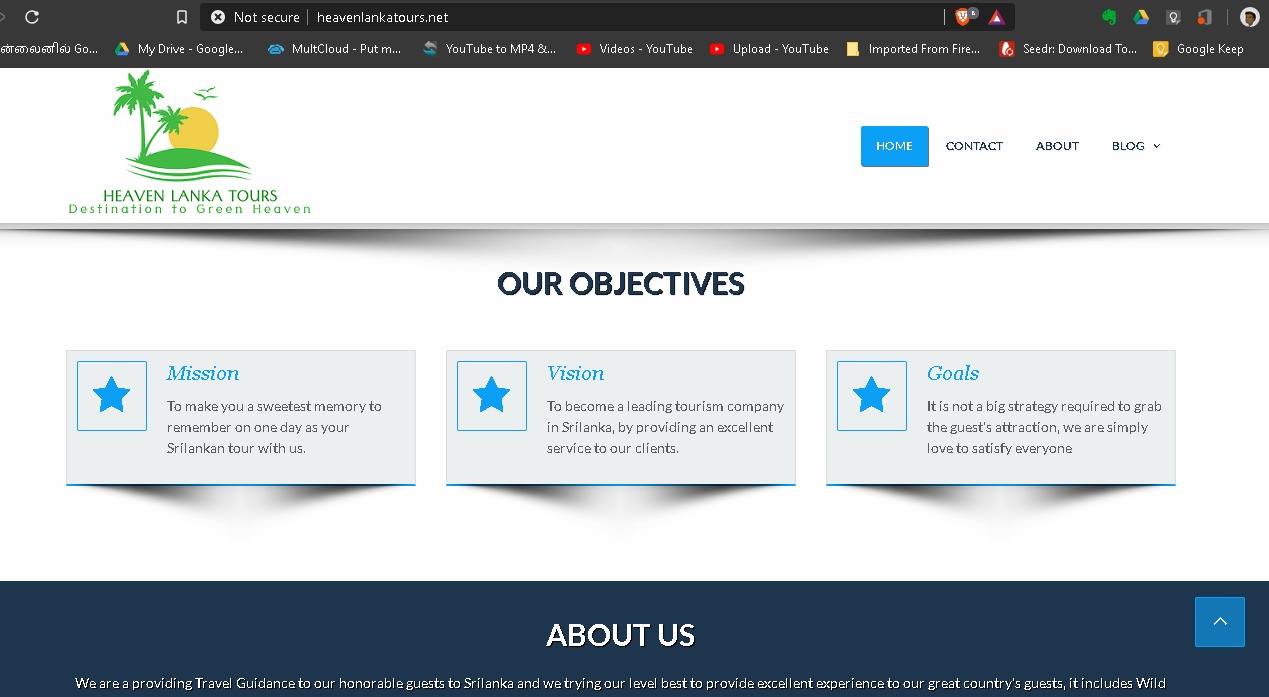 Not secure heavenlankatours.net 6
ன்லைனில் Go... My Drive - Google... MultCloud - Put m... YouTube to MP4 &... Videos - YouTube Upload - YouTube Imported From Fire... Seedr: Download To... Google Keep
HEAVEN LANKA TOURS
Destination to Green Heaven
HOME CONTACT ABOUT BLOG
OUR OBJECTIVES
Mission
To make you a sweetest memory to
remember on one day as your
Srilankan tour with us.
Vision
To become a leading tourism company
in Srilanka, by providing an excellent
service to our clients.
Goals
It is not a big strategy required to grab
the guest's attraction, we are simply
love to satisfy everyone
ABOUT US
We are a providing Travel Guidance to our honorable guests to Srilanka and we trying our level best to provide excellent experience to our great country's guests, it includes Wild